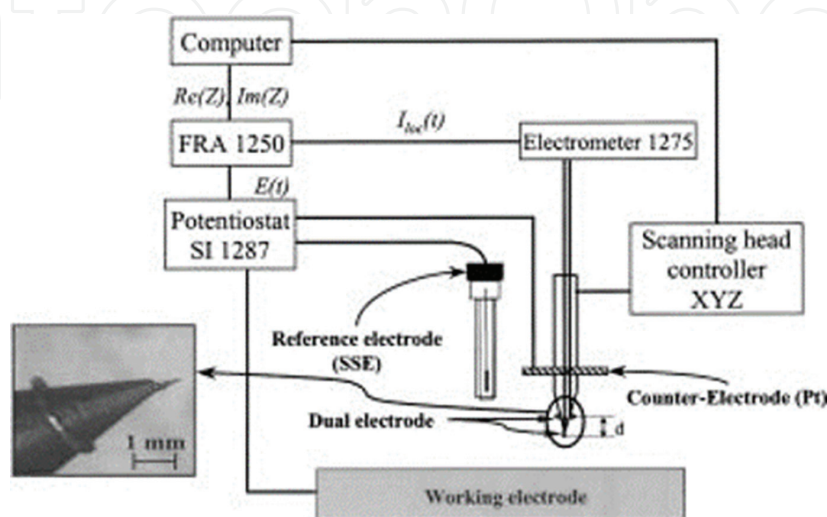 Computer
Re(Z), Im(Z)
I_loc(t)
FRA 1250
Electrometer 1275
E(t)
Potentiostat
SI 1287
Scanning head
controller
XYZ
Reference electrode
(SSE)
Counter-Electrode (Pt)
Dual electrode
d
1 mm
Working electrode